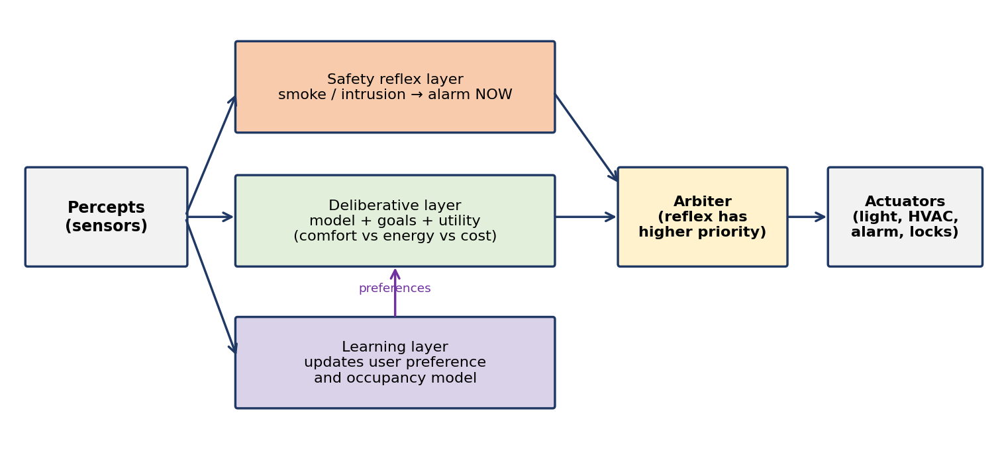 Safety reflex layer
smoke / intrusion → alarm NOW
Percepts
(sensors)
Deliberative layer
model + goals + utility
(comfort vs energy vs cost)
Arbiter
(reflex has
higher priority)
Actuators
(light, HVAC,
alarm, locks)
preferences
Learning layer
updates user preference
and occupancy model